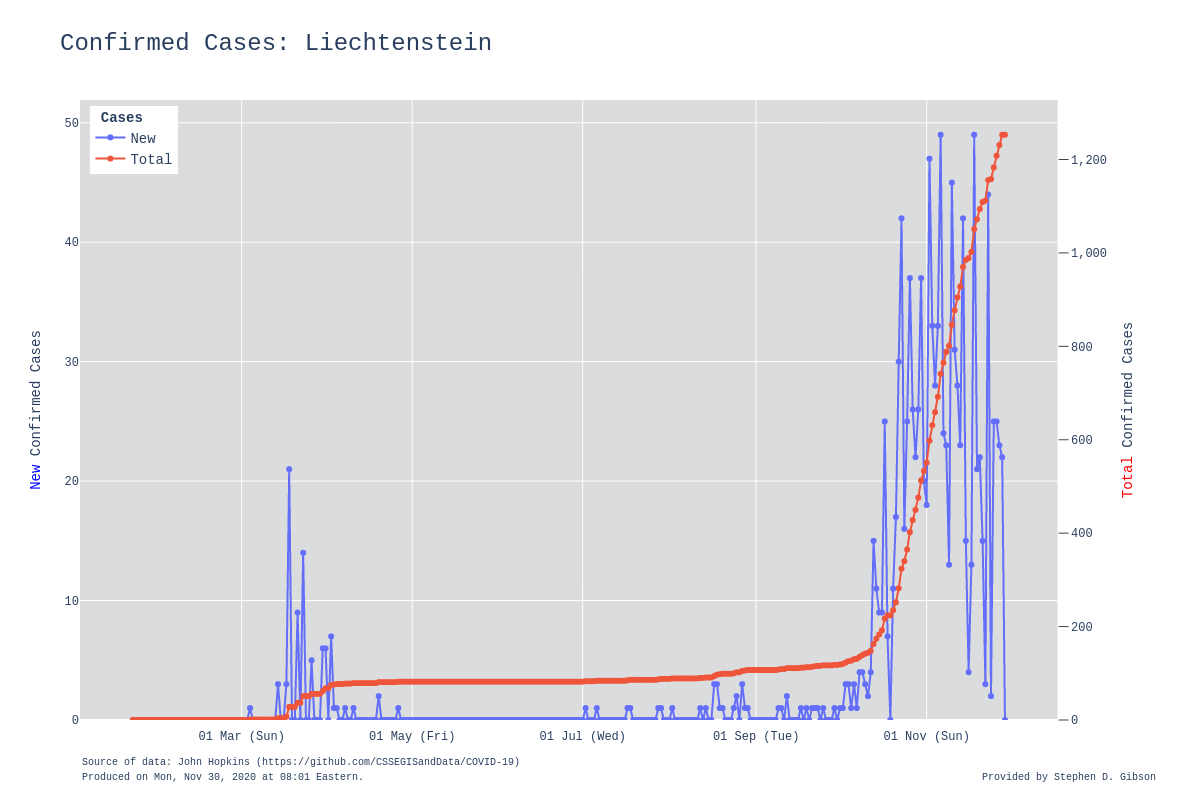 Confirmed Cases: Liechtenstein
Cases
New
Total
50
40
30
20
10
0
1,200
1,000
800
600
400
200
0
New Confirmed Cases
Total Confirmed Cases
01 Mar (Sun)
01 May (Fri)
01 Jul (Wed)
01 Sep (Tue)
01 Nov (Sun)
Source of data: John Hopkins (https://github.com/CSSEGISandData/COVID-19)
Produced on Mon, Nov 30, 2020 at 08:01 Eastern.
Provided by Stephen D. Gibson